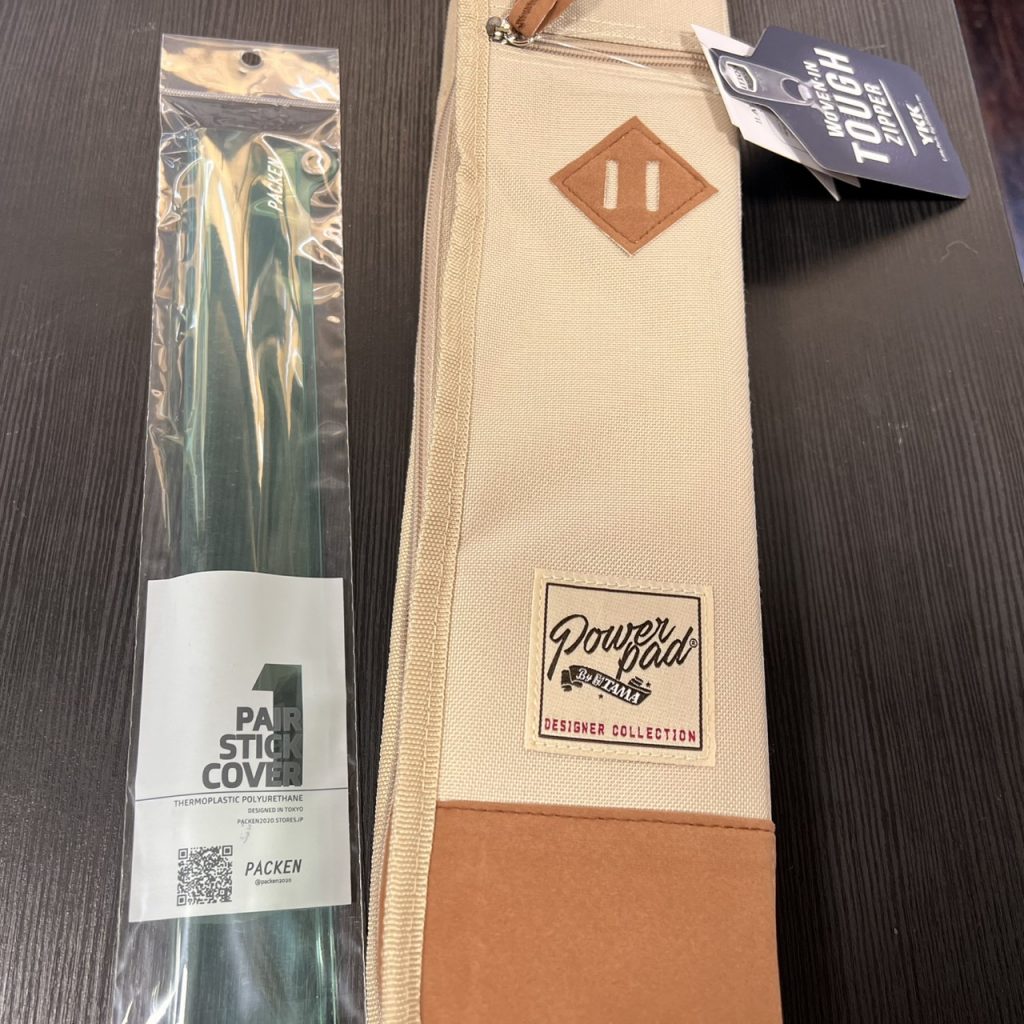 PACKEN
1
PAIR
STICK
COVER
THERMOPLASTIC POLYURETHANE
DESIGNED IN TOKYO
PACKEN2020.STORES.JP
PACKEN
@packen2020
WOVEN-IN
TOUGH
ZIPPER
YKK
Power
pad®
By TAMA
DESIGNER COLLECTION